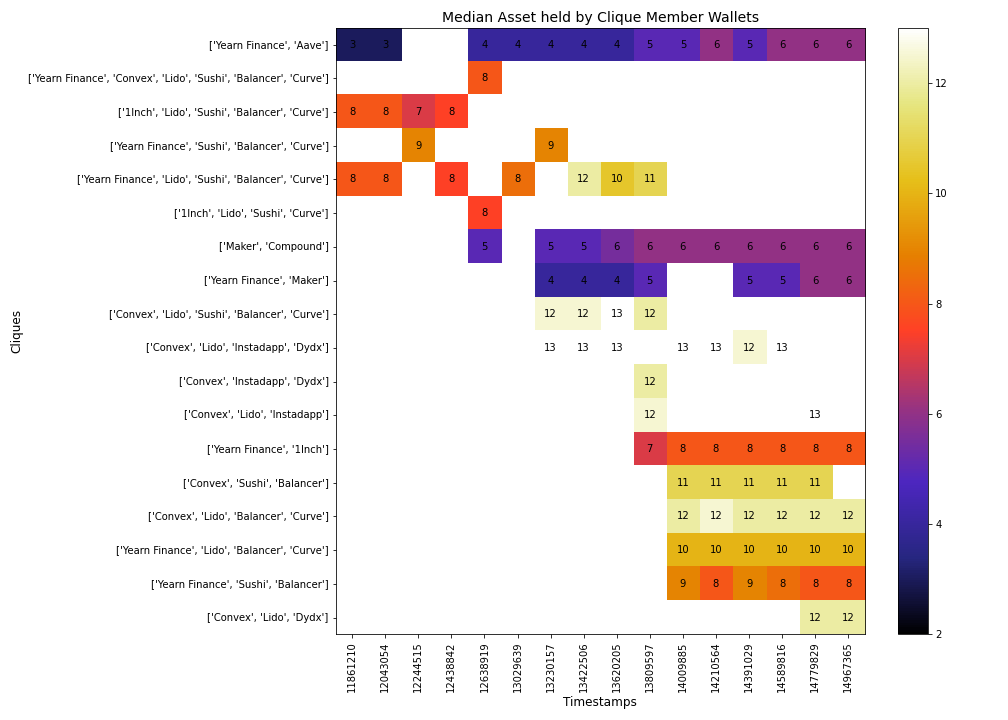 Median Asset held by Clique Member Wallets
['Yearn Finance', 'Aave'] 3 3 4 4 4 4 4 5 5 6 5 6 6 6
['Yearn Finance', 'Convex', 'Lido', 'Sushi', 'Balancer', 'Curve'] 8
['1Inch', 'Lido', 'Sushi', 'Balancer', 'Curve'] 8 8 7 8
['Yearn Finance', 'Sushi', 'Balancer', 'Curve'] 9 9
['Yearn Finance', 'Lido', 'Sushi', 'Balancer', 'Curve'] 8 8 8 8 12 10 11
['1Inch', 'Lido', 'Sushi', 'Curve'] 8
['Maker', 'Compound'] 5 5 5 6 6 6 6 6 6 6 6
['Yearn Finance', 'Maker'] 4 4 4 5 5 5 6 6
['Convex', 'Lido', 'Sushi', 'Balancer', 'Curve'] 12 12 13 12
['Convex', 'Lido', 'Instadapp', 'Dydx'] 13 13 13 13 13 12 13
['Convex', 'Instadapp', 'Dydx'] 12
['Convex', 'Lido', 'Instadapp'] 12 13
['Yearn Finance', '1Inch'] 7 8 8 8 8 8 8
['Convex', 'Sushi', 'Balancer'] 11 11 11 11 11
['Convex', 'Lido', 'Balancer', 'Curve'] 12 12 12 12 12 12
['Yearn Finance', 'Lido', 'Balancer', 'Curve'] 10 10 10 10 10 10
['Yearn Finance', 'Sushi', 'Balancer'] 9 8 9 8 8 8
['Convex', 'Lido', 'Dydx'] 12 12
Cliques
11861210
12043054
12244515
12438842
12638919
13029639
13230157
13422506
13620205
13809597
14009885
14210564
14391029
14589816
14779829
14967365
Timestamps
12
10
8
6
4
2